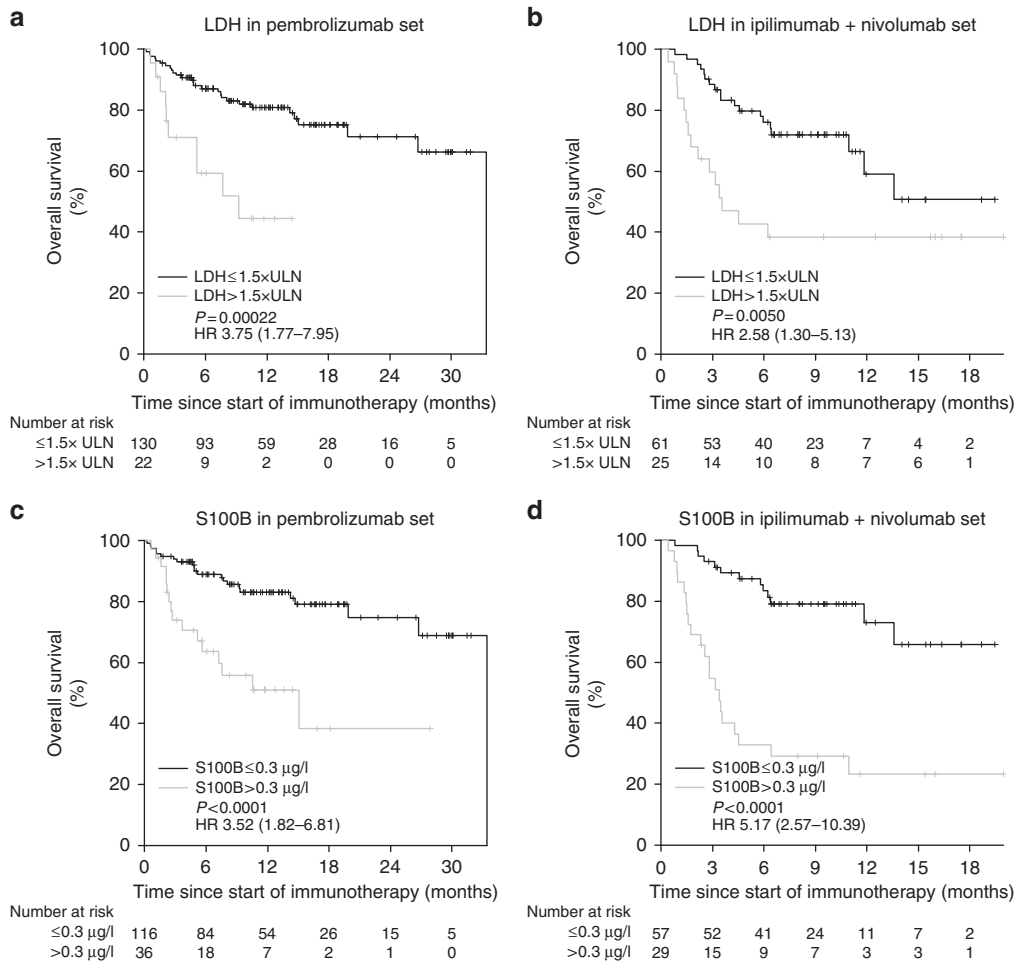 a
LDH in pembrolizumab set
100
80
60
40
20
0
Overall survival
(%)
LDH≤1.5×ULN
LDH>1.5×ULN
P=0.00022
HR 3.75 (1.77–7.95)
0 6 12 18 24 30
Time since start of immunotherapy (months)
Number at risk
≤1.5× ULN 130 93 59 28 16 5
>1.5× ULN 22 9 2 0 0 0
b
LDH in ipilimumab + nivolumab set
100
80
60
40
20
0
Overall survival
(%)
LDH≤1.5×ULN
LDH>1.5×ULN
P=0.0050
HR 2.58 (1.30–5.13)
0 3 6 9 12 15 18
Time since start of immunotherapy (months)
Number at risk
≤1.5× ULN 61 53 40 23 7 4 2
>1.5× ULN 25 14 10 8 7 6 1
c
S100B in pembrolizumab set
100
80
60
40
20
0
Overall survival
(%)
S100B≤0.3 µg/l
S100B>0.3 µg/l
P<0.0001
HR 3.52 (1.82–6.81)
0 6 12 18 24 30
Time since start of immunotherapy (months)
Number at risk
≤0.3 µg/l 116 84 54 26 15 5
>0.3 µg/l 36 18 7 2 1 0
d
S100B in ipilimumab + nivolumab set
100
80
60
40
20
0
Overall survival
(%)
S100B≤0.3 µg/l
S100B>0.3 µg/l
P<0.0001
HR 5.17 (2.57–10.39)
0 3 6 9 12 15 18
Time since start of immunotherapy (months)
Number at risk
≤0.3 µg/l 57 52 41 24 11 7 2
>0.3 µg/l 29 15 9 7 3 3 1